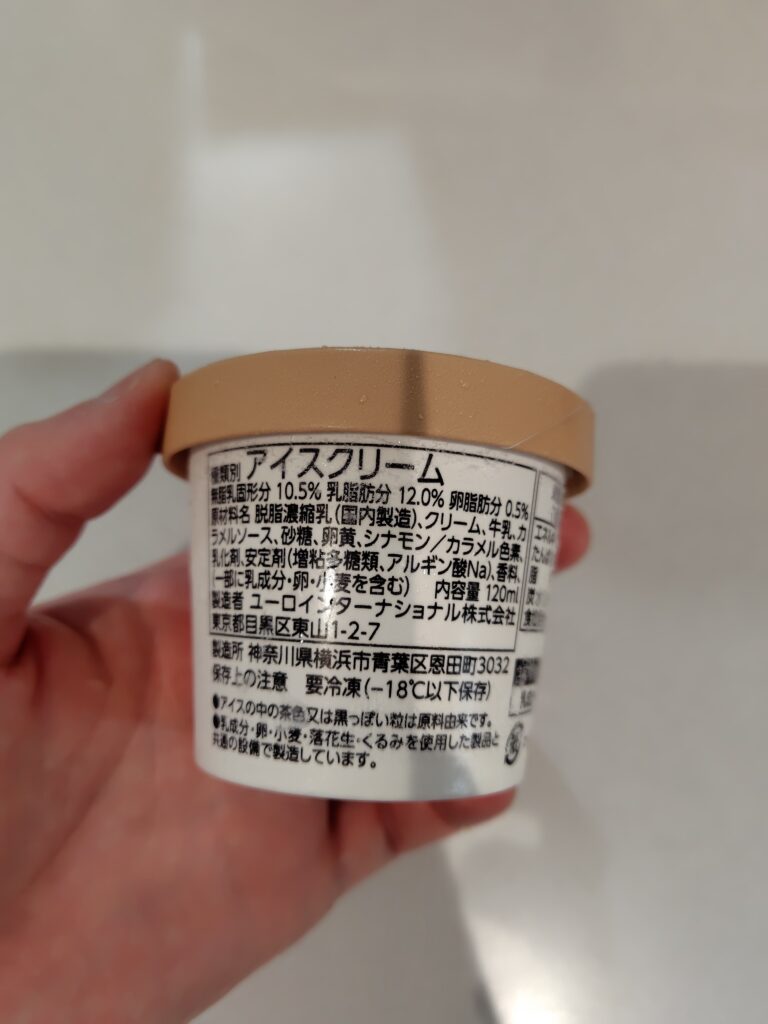 種類別 アイスクリーム
無脂乳固形分 10.5% 乳脂肪分 12.0% 卵脂肪分 0.5%
原材料名 脱脂濃縮乳(国内製造)、クリーム、牛乳、カ
ラメルソース、砂糖、卵黄、シナモン/カラメル色素、
乳化剤、安定剤(増粘多糖類、アルギン酸Na)、香料、
(一部に乳成分・卵・小麦を含む) 内容量 120ml
製造者 ユーロインターナショナル株式会社
東京都目黒区東山1-2-7
製造所 神奈川県横浜市青葉区恩田町3032
保存上の注意 要冷凍(−18℃以下保存)
●アイスの中の茶色又は黒っぽい粒は原料由来です。
●乳成分・卵・小麦・落花生・くるみを使用した製品と
共通の設備で製造しています。